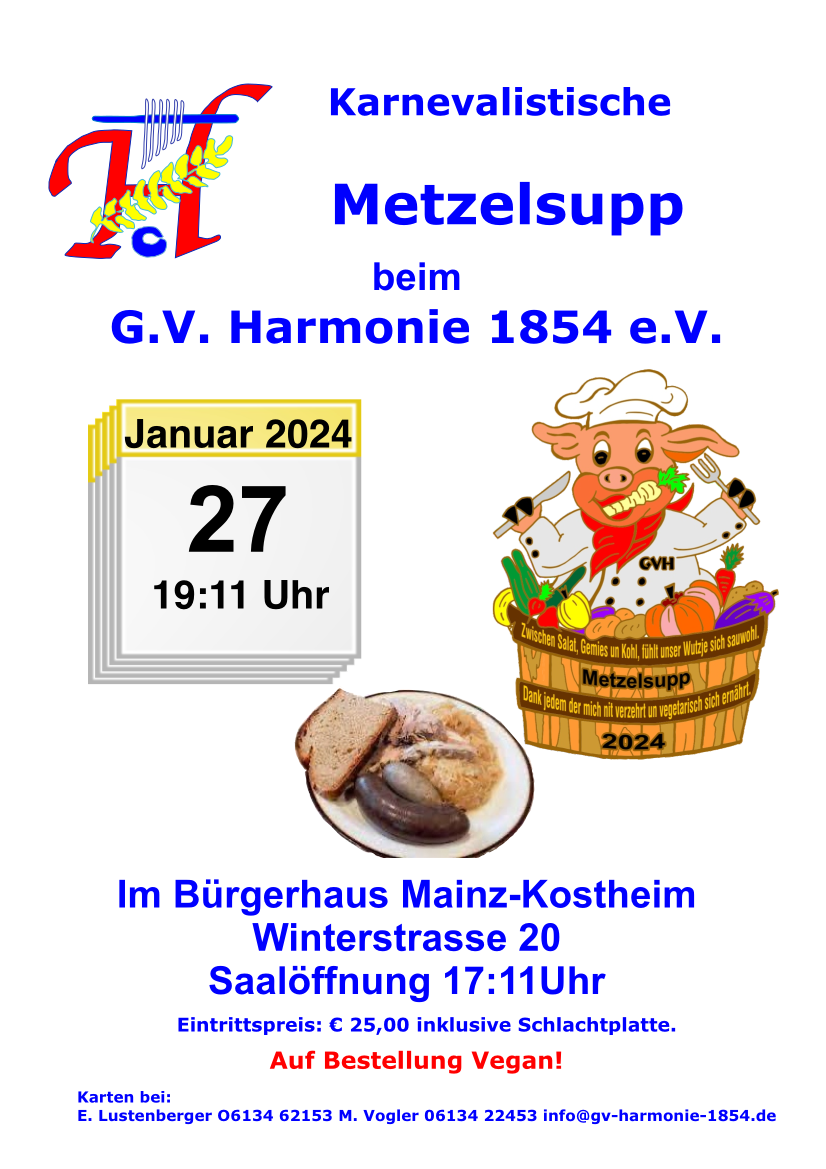 Karnevalistische
Metzelsupp
beim
G.V. Harmonie 1854 e.V.
Januar 2024
27
19:11 Uhr
GVH
Zwischen Salat, Gemies un Kohl, fühlt unser Wutzje sich sauwohl.
Metzelsupp
Dank jedem der mich nit verzehrt un vegetarisch sich ernährt.
2024
Im Bürgerhaus Mainz-Kostheim
Winterstrasse 20
Saalöffnung 17:11Uhr
Eintrittspreis: € 25,00 inklusive Schlachtplatte.
Auf Bestellung Vegan!
Karten bei:
E. Lustenberger O6134 62153 M. Vogler 06134 22453 info@gv-harmonie-1854.de